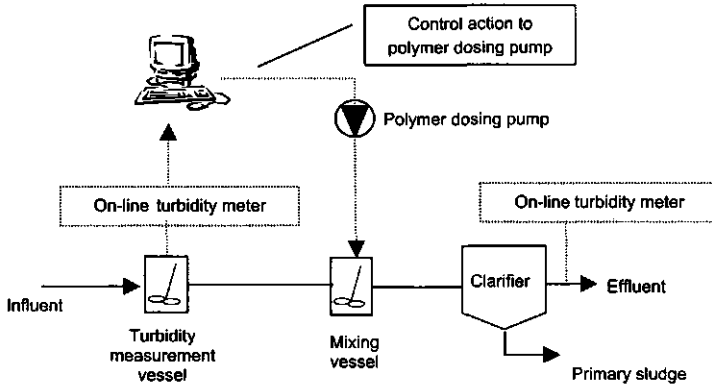 Control action to
polymer dosing pump
Polymer dosing pump
On-line turbidity meter
On-line turbidity meter
Influent
Clarifier
Effluent
Turbidity
measurement
vessel
Mixing
vessel
Primary sludge